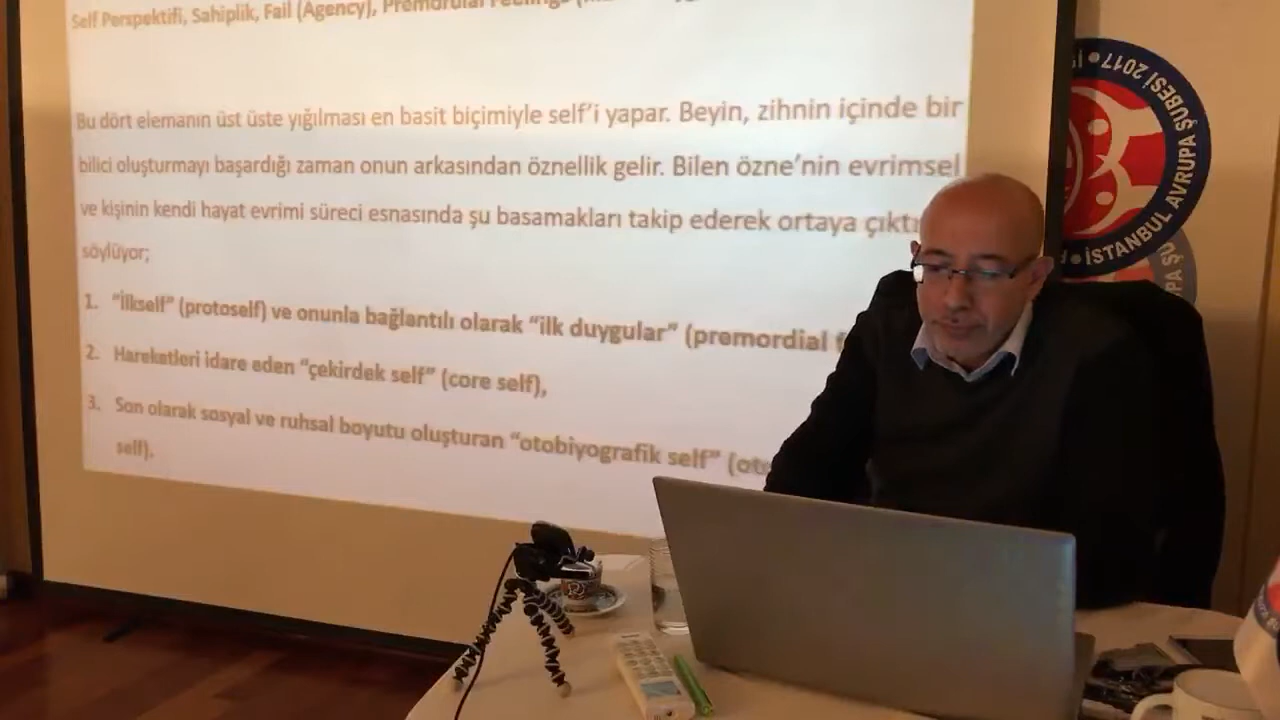 Self Perspektifi, Sahiplik, Fail (Agency), Premordial Feelings
Bu dört elemanın üst üste yığılması en basit biçimiyle self’i yapar. Beyin, zihnin içinde bir
bilici oluşturmayı başardığı zaman onun arkasından öznellik gelir. Bilen özne’nin evrimsel
ve kişinin kendi hayat evrimi süreci esnasında şu basamakları takip ederek ortaya
söylüyor;
1. “İlkself” (protoself) ve onunla bağlantılı olarak “ilk duygular” (premordial
2. Hareketleri idare eden “çekirdek self” (core self),
3. Son olarak sosyal ve ruhsal boyutu oluşturan “otobiyografik self”
self).
İSTANBUL AVRUPA ŞUBESİ 2017